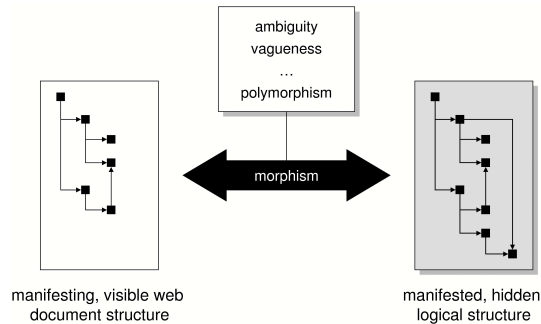 ambiguity
vagueness
...
polymorphism
morphism
manifesting, visible web
document structure
manifested, hidden
logical structure